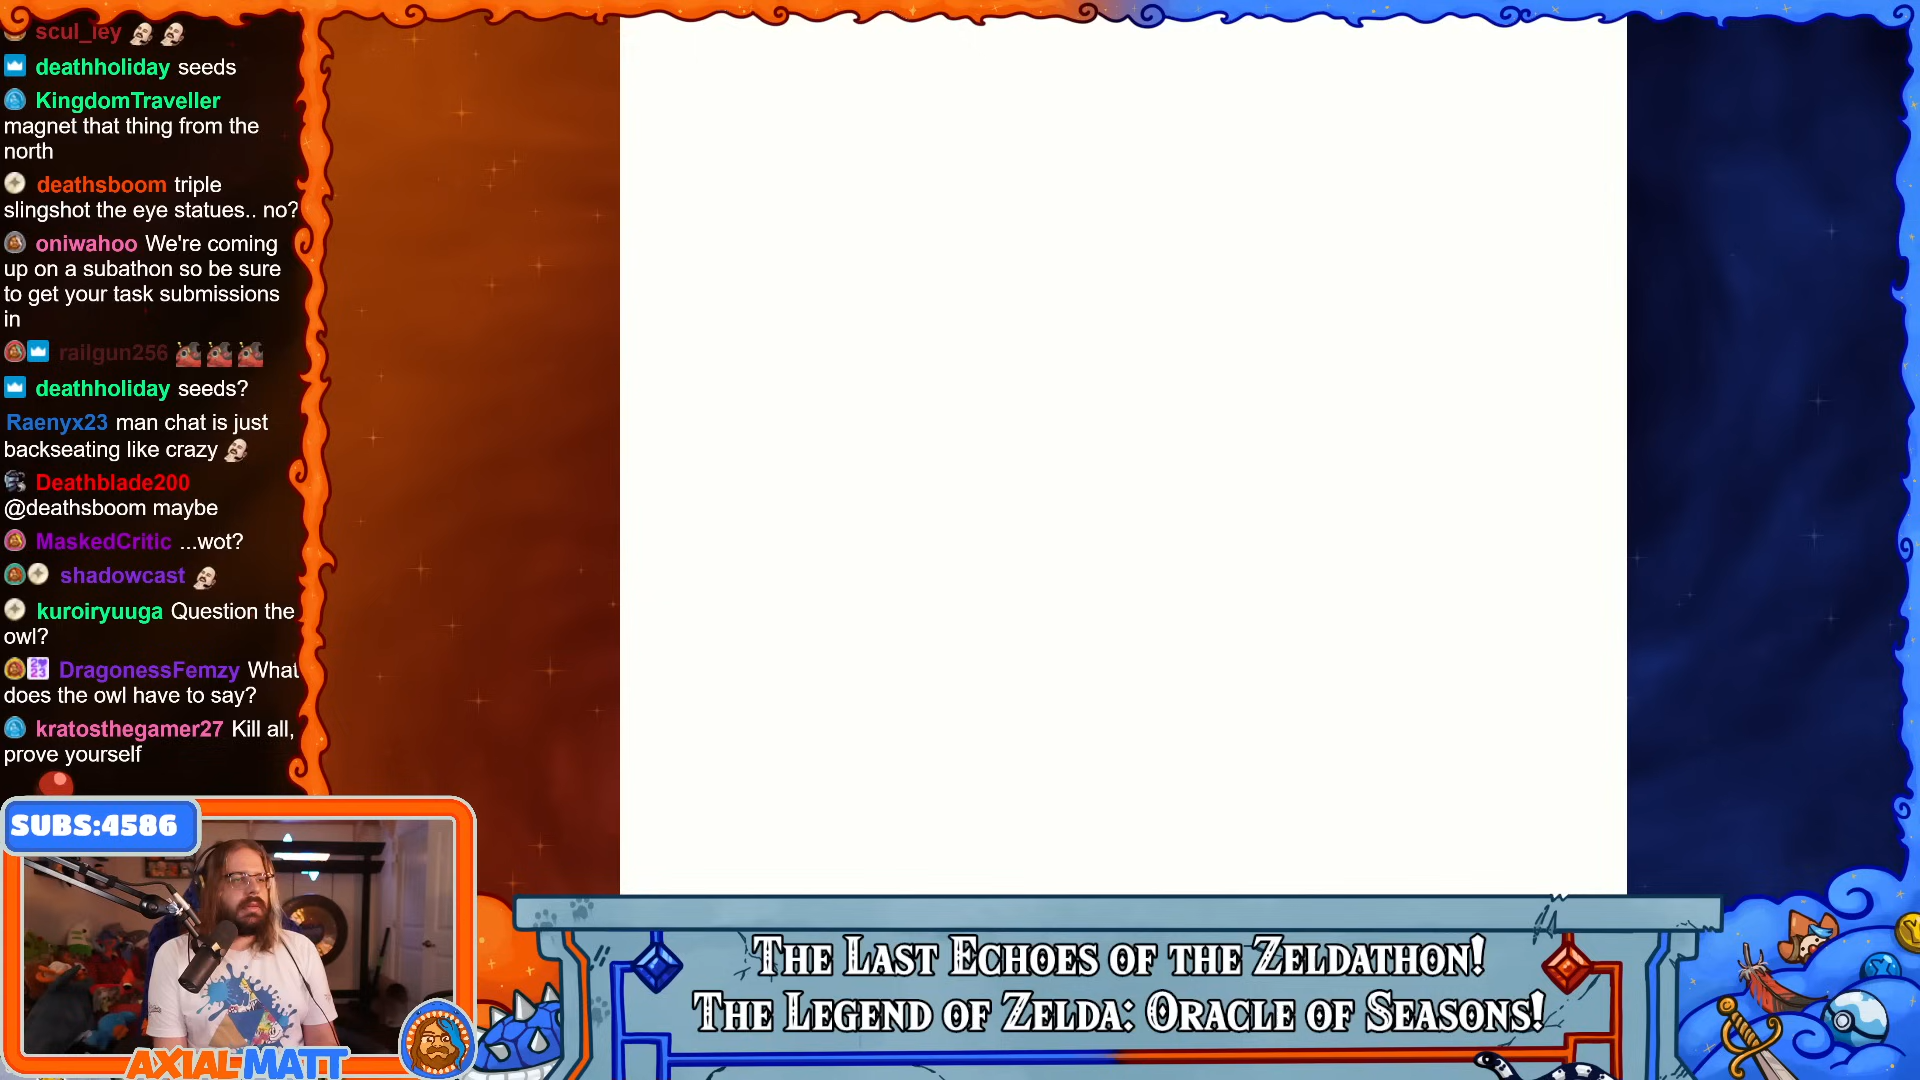 scul_ley
deathholiday seeds
KingdomTraveller
magnet that thing from the
north
deathsboom triple
slingshot the eye statues.. no?
oniwahoo We're coming
up on a subathon so be sure
to get your task submissions
in
railgun256
deathholiday seeds?
Raenyx23 man chat is just
backseating like crazy
Deathblade200
@deathsboom maybe
MaskedCritic ...wot?
shadowcast
kuroiryuuga Question the
owl?
DragonessFemzy What
does the owl have to say?
kratosthegamer27 Kill all,
prove yourself
SUBS:4586
AXIALMATT
The Last Echoes of the Zeldathon!
The Legend of Zelda: Oracle of Seasons!